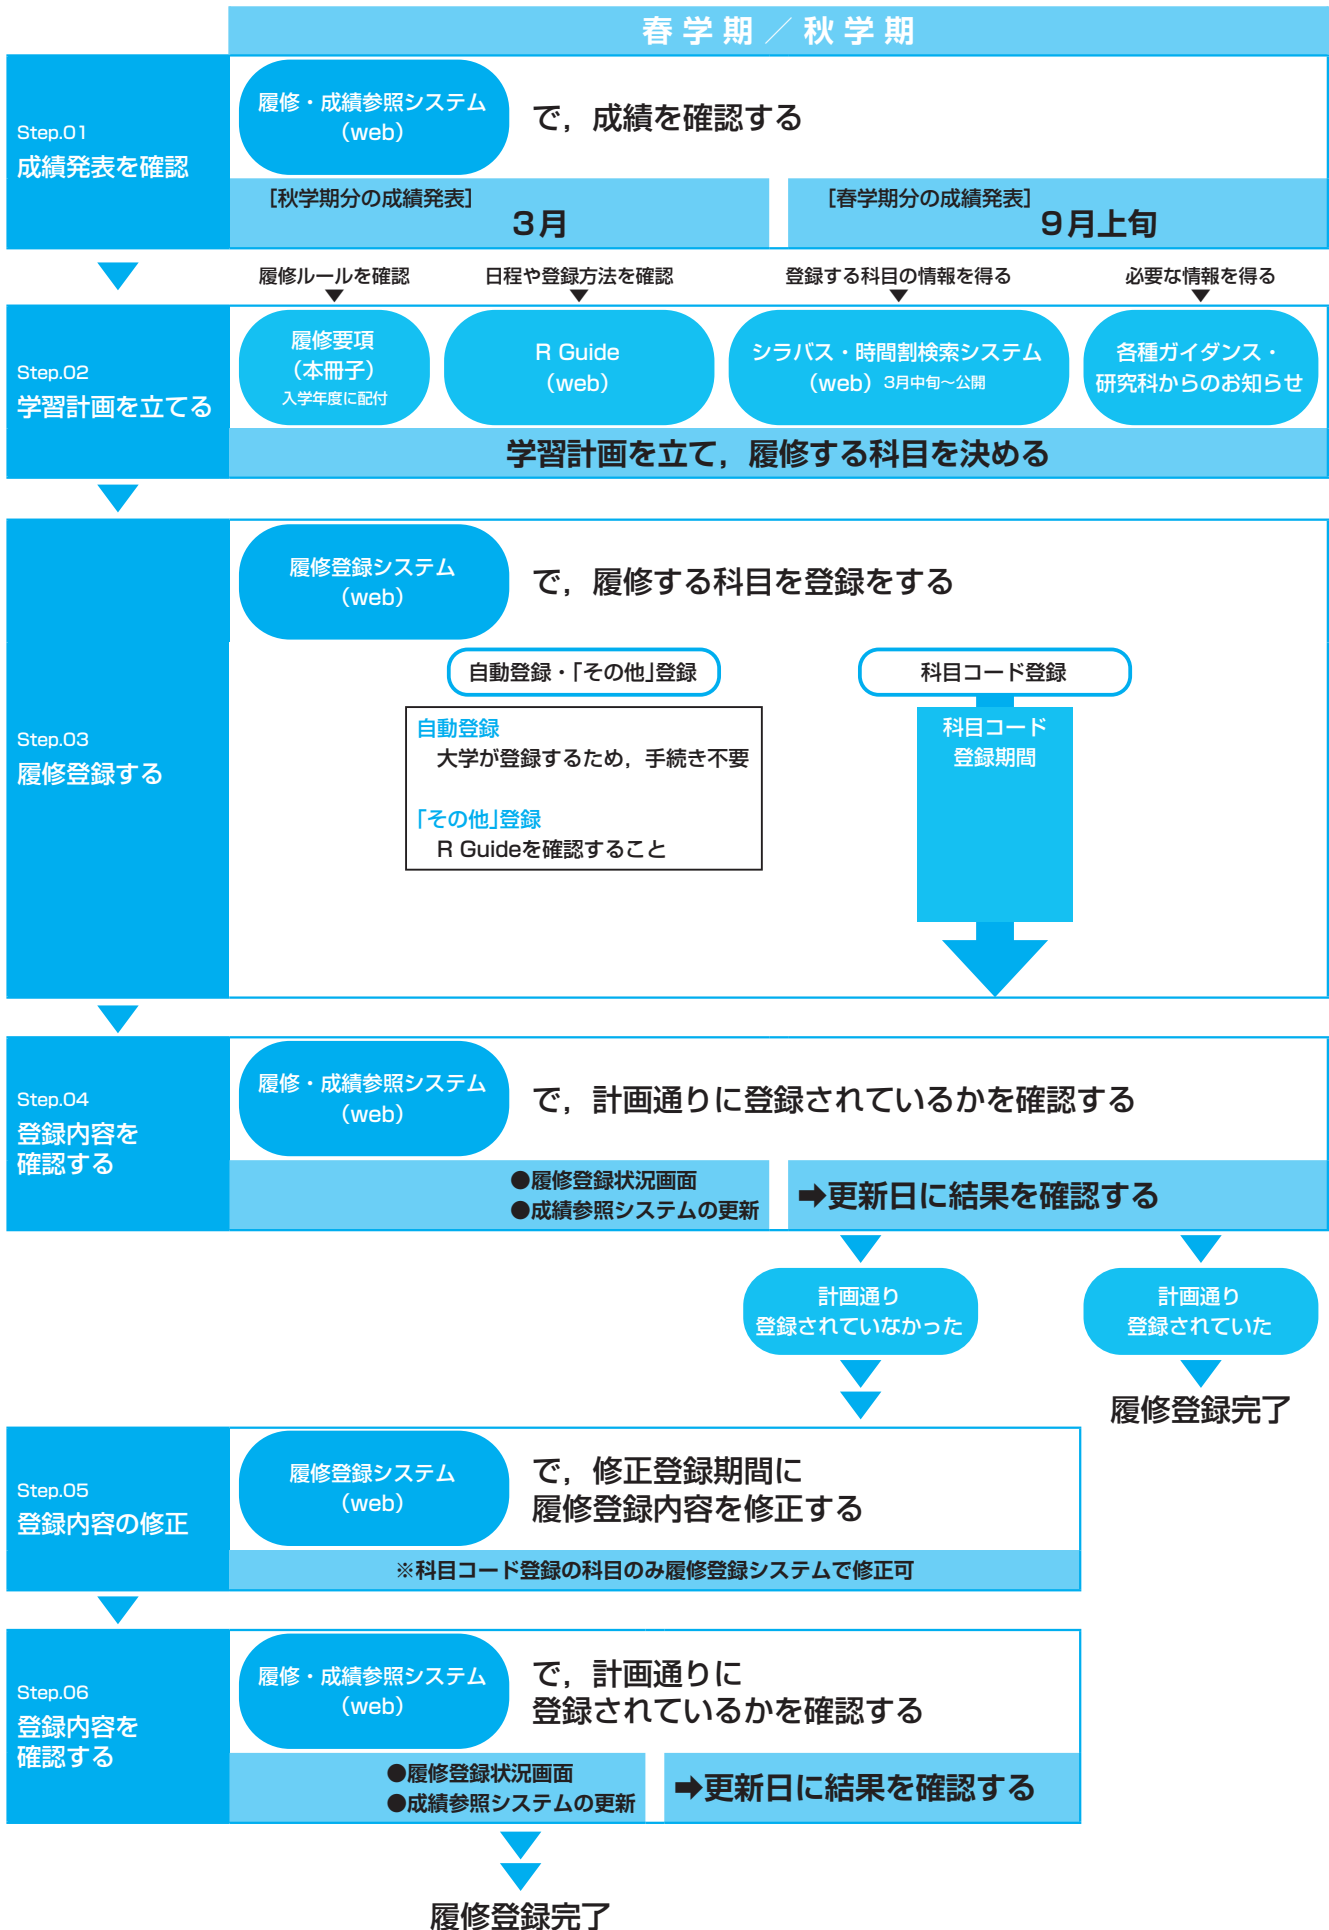 春学期／秋学期
Step.01
成績発表を確認
履修・成績参照システム
（web）
で，成績を確認する
［秋学期分の成績発表］
3月
［春学期分の成績発表］
9月上旬
履修ルールを確認
日程や登録方法を確認
登録する科目の情報を得る
必要な情報を得る
Step.02
学習計画を立てる
履修要項
（本冊子）
入学年度に配付
R Guide
（web）
シラバス・時間割検索システム
（web）3月中旬～公開
各種ガイダンス・
研究科からのお知らせ
学習計画を立て，履修する科目を決める
Step.03
履修登録する
履修登録システム
（web）
で，履修する科目を登録をする
自動登録・「その他」登録
自動登録
大学が登録するため，手続き不要
「その他」登録
R Guideを確認すること
科目コード登録
科目コード
登録期間
Step.04
登録内容を
確認する
履修・成績参照システム
（web）
で，計画通りに登録されているかを確認する
●履修登録状況画面
●成績参照システムの更新
➡更新日に結果を確認する
計画通り
登録されていなかった
計画通り
登録されていた
履修登録完了
Step.05
登録内容の修正
履修登録システム
（web）
で，修正登録期間に
履修登録内容を修正する
※科目コード登録の科目のみ履修登録システムで修正可
Step.06
登録内容を
確認する
履修・成績参照システム
（web）
で，計画通りに
登録されているかを確認する
●履修登録状況画面
●成績参照システムの更新
➡更新日に結果を確認する
履修登録完了